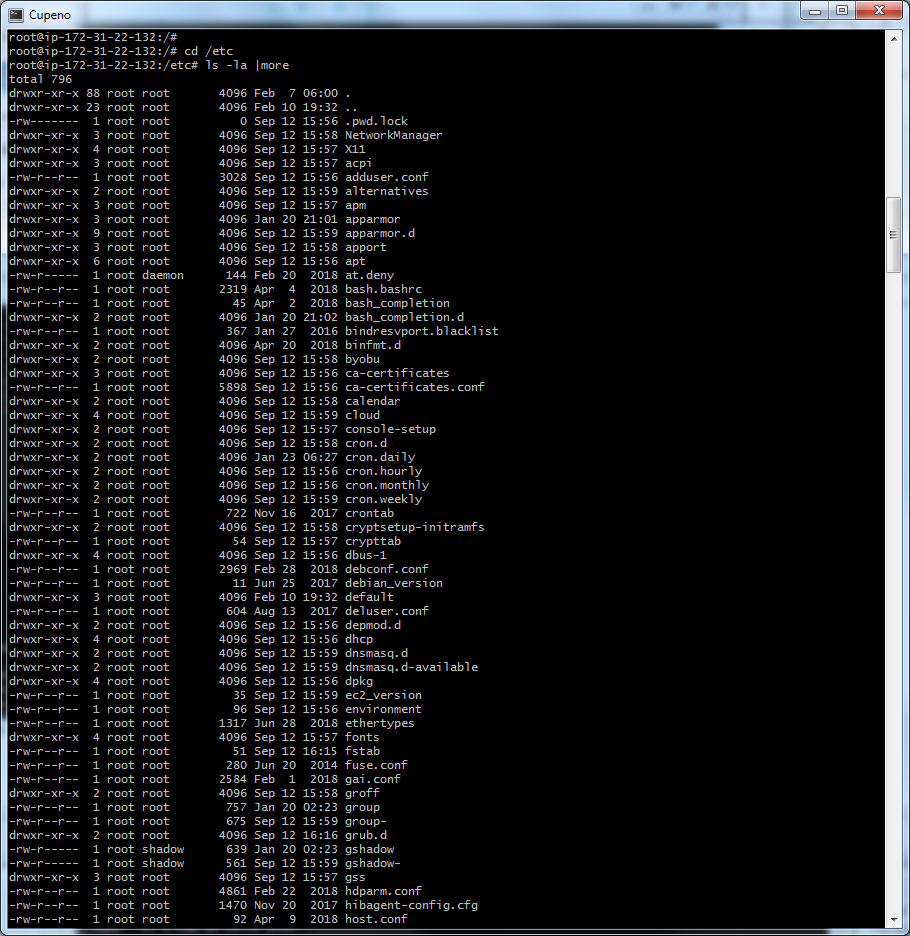 Cupeno
root@ip-172-31-22-132:/#
root@ip-172-31-22-132:/# cd /etc
root@ip-172-31-22-132:/etc# ls -la |more
total 796
drwxr-xr-x 88 root root       4096 Feb  7 06:00 .
drwxr-xr-x 23 root root       4096 Feb 10 19:32 ..
-rw-------  1 root root          0 Sep 12 15:56 .pwd.lock
drwxr-xr-x  3 root root       4096 Sep 12 15:58 NetworkManager
drwxr-xr-x  4 root root       4096 Sep 12 15:57 X11
drwxr-xr-x  3 root root       4096 Sep 12 15:57 acpi
-rw-r--r--  1 root root       3028 Sep 12 15:56 adduser.conf
drwxr-xr-x  2 root root       4096 Sep 12 15:59 alternatives
drwxr-xr-x  3 root root       4096 Sep 12 15:57 apm
drwxr-xr-x  3 root root       4096 Jan 20 21:01 apparmor
drwxr-xr-x  9 root root       4096 Sep 12 15:59 apparmor.d
drwxr-xr-x  3 root root       4096 Sep 12 15:58 apport
drwxr-xr-x  6 root root       4096 Sep 12 15:56 apt
-rw-r-----  1 root daemon      144 Feb 20  2018 at.deny
-rw-r--r--  1 root root       2319 Apr  4  2018 bash.bashrc
-rw-r--r--  1 root root         45 Apr  2  2018 bash_completion
drwxr-xr-x  2 root root       4096 Jan 20 21:02 bash_completion.d
-rw-r--r--  1 root root        367 Jan 27  2016 bindresvport.blacklist
drwxr-xr-x  2 root root       4096 Apr 20  2018 binfmt.d
drwxr-xr-x  2 root root       4096 Sep 12 15:58 byobu
drwxr-xr-x  3 root root       4096 Sep 12 15:56 ca-certificates
-rw-r--r--  1 root root       5898 Sep 12 15:56 ca-certificates.conf
drwxr-xr-x  2 root root       4096 Sep 12 15:58 calendar
drwxr-xr-x  4 root root       4096 Sep 12 15:59 cloud
drwxr-xr-x  2 root root       4096 Sep 12 15:57 console-setup
drwxr-xr-x  2 root root       4096 Sep 12 15:58 cron.d
drwxr-xr-x  2 root root       4096 Jan 23 06:27 cron.daily
drwxr-xr-x  2 root root       4096 Sep 12 15:56 cron.hourly
drwxr-xr-x  2 root root       4096 Sep 12 15:56 cron.monthly
drwxr-xr-x  2 root root       4096 Sep 12 15:59 cron.weekly
-rw-r--r--  1 root root        722 Nov 16  2017 crontab
drwxr-xr-x  2 root root       4096 Sep 12 15:58 cryptsetup-initramfs
-rw-r--r--  1 root root         54 Sep 12 15:57 crypttab
drwxr-xr-x  4 root root       4096 Sep 12 15:56 dbus-1
-rw-r--r--  1 root root       2969 Feb 28  2018 debconf.conf
-rw-r--r--  1 root root         11 Jun 25  2017 debian_version
drwxr-xr-x  3 root root       4096 Feb 10 19:32 default
-rw-r--r--  1 root root        604 Aug 13  2017 deluser.conf
drwxr-xr-x  2 root root       4096 Sep 12 15:56 depmod.d
drwxr-xr-x  4 root root       4096 Sep 12 15:56 dhcp
drwxr-xr-x  2 root root       4096 Sep 12 15:59 dnsmasq.d
drwxr-xr-x  2 root root       4096 Sep 12 15:59 dnsmasq.d-available
drwxr-xr-x  4 root root       4096 Sep 12 15:56 dpkg
-rw-r--r--  1 root root         35 Sep 12 15:59 ec2_version
-rw-r--r--  1 root root         96 Sep 12 15:56 environment
-rw-r--r--  1 root root       1317 Jun 28  2018 ethertypes
drwxr-xr-x  4 root root       4096 Sep 12 15:57 fonts
-rw-r--r--  1 root root         51 Sep 12 16:15 fstab
-rw-r--r--  1 root root        280 Jun 20  2014 fuse.conf
-rw-r--r--  1 root root       2584 Feb  1  2018 gai.conf
drwxr-xr-x  2 root root       4096 Sep 12 15:58 groff
-rw-r--r--  1 root root        757 Jan 20 02:23 group
-rw-r--r--  1 root root        675 Sep 12 15:59 group-
drwxr-xr-x  2 root root       4096 Sep 12 16:16 grub.d
-rw-r-----  1 root shadow      639 Jan 20 02:23 gshadow
-rw-r-----  1 root shadow      561 Sep 12 15:59 gshadow-
drwxr-xr-x  3 root root       4096 Sep 12 15:57 gss
-rw-r--r--  1 root root       4861 Feb 22  2018 hdparm.conf
-rw-r--r--  1 root root       1470 Nov 20  2017 hibagent-config.cfg
-rw-r--r--  1 root root         92 Apr  9  2018 host.conf